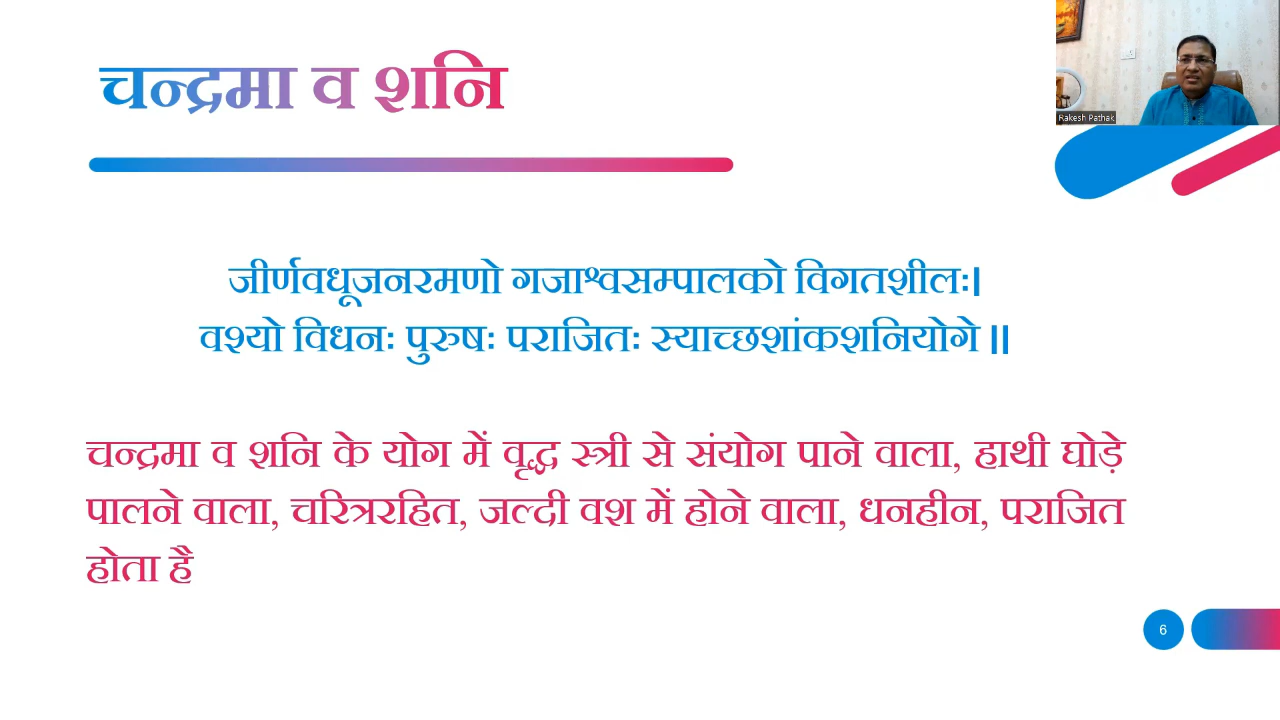 चन्द्रमा व शनि
Rakesh Pathak
जीर्णवधूजनरमणो गजाश्वसम्पालको विगतशीलः।
वश्यो विधनः पुरुषः पराजितः स्याच्छशांकशनियोगे ॥
चन्द्रमा व शनि के योग में वृद्ध स्त्री से संयोग पाने वाला, हाथी घोड़े
पालने वाला, चरित्ररहित, जल्दी वश में होने वाला, धनहीन, पराजित
होता है
6